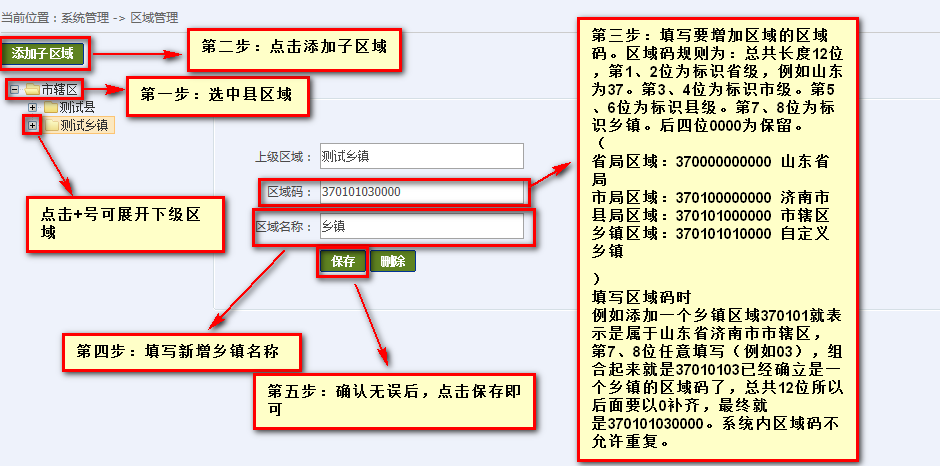 当前位置：系统管理 -> 区域管理
添加子区域
第二步：点击添加子区域
市辖区
第一步：选中县区域
测试县
测试乡镇
点击+号可展开下级区
域
上级区域：
测试乡镇
区域码：
370101030000
区域名称：
乡镇
保存
删除
第四步：填写新增乡镇名称
第五步：确认无误后，点击保存即
可
第三步：填写要增加区域的区域
码。区域码规则为：总共长度12位
，第1、2位为标识省级，例如山东
为37。第3、4位为标识市级。第5
、6位为标识县级。第7、8位为标
识乡镇。后四位0000为保留。
（
省局区域：370000000000 山东省
局
市局区域：370100000000 济南市
县局区域：370101000000 市辖区
乡镇区域：370101010000 自定义
乡镇
）
填写区域码时
例如添加一个乡镇区域370101就表
示是属于山东省济南市市辖区，
第7、8位任意填写（例如03），组
合起来就是37010103已经确立是一
个乡镇的区域码了，总共12位所以
后面要以0补齐，最终就
是370101030000。系统内区域码不
允许重复。